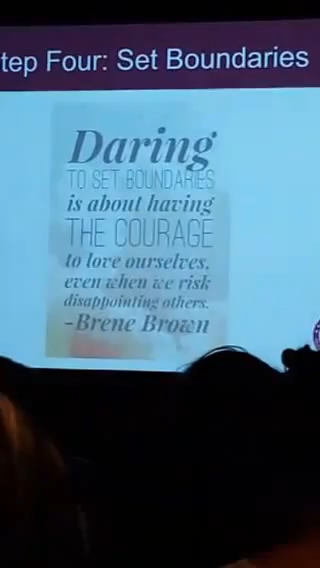 tep Four: Set Boundaries
Daring
TO SET BOUNDARIES
is about having
THE COURAGE
to love ourselves,
even when we risk
disappointing others.
-Brene Brown